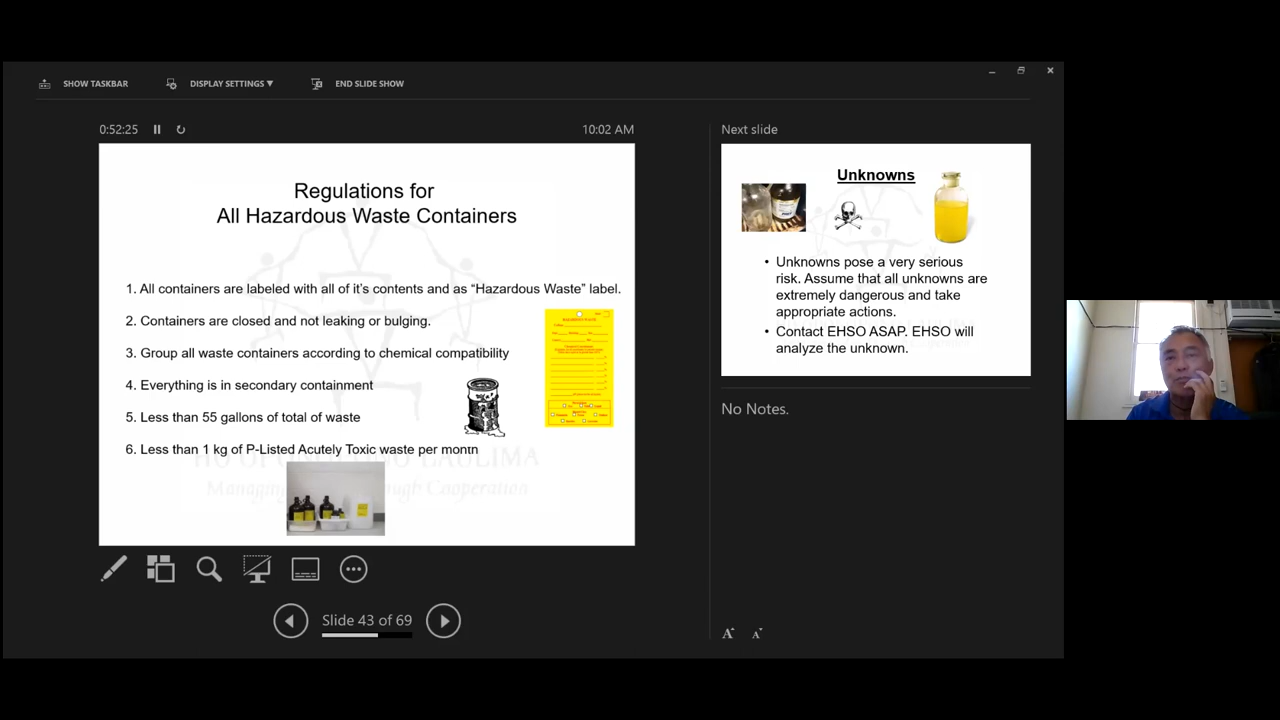 SHOW TASKBAR
DISPLAY SETTINGS ▼
END SLIDE SHOW
0:52:25
10:02 AM
Regulations for
All Hazardous Waste Containers
1. All containers are labeled with all of it's contents and as “Hazardous Waste” label.
2. Containers are closed and not leaking or bulging.
3. Group all waste containers according to chemical compatibility
4. Everything is in secondary containment
5. Less than 55 gallons of total of waste
6. Less than 1 kg of P-Listed Acutely Toxic waste per month
LAULIMA
Managing
Cooperation
HAZARDOUS WASTE
Slide 43 of 69
Next slide
Unknowns
• Unknowns pose a very serious
risk. Assume that all unknowns are
extremely dangerous and take
appropriate actions.
• Contact EHSO ASAP. EHSO will
analyze the unknown.
No Notes.
A
A